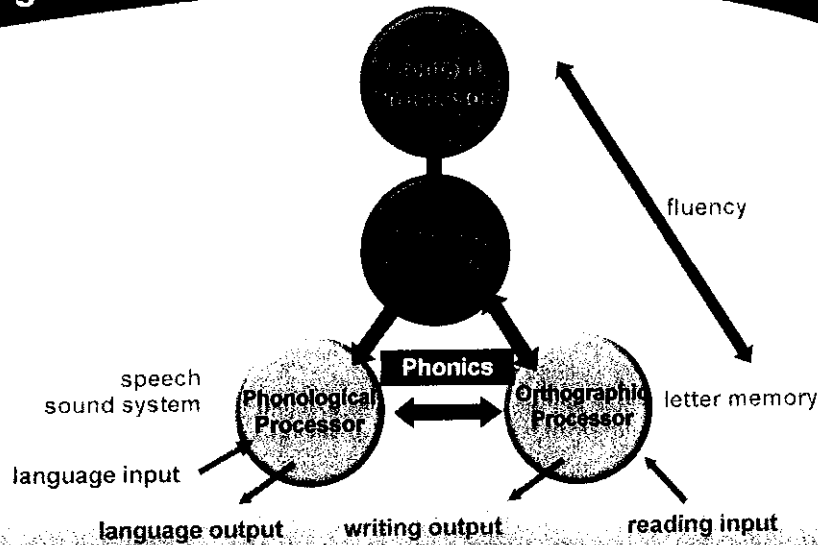 Processor
fluency
Phonics
speech
sound system
Phonological
Processor
Orthographic
Processor
letter memory
language input
language output
writing output
reading input